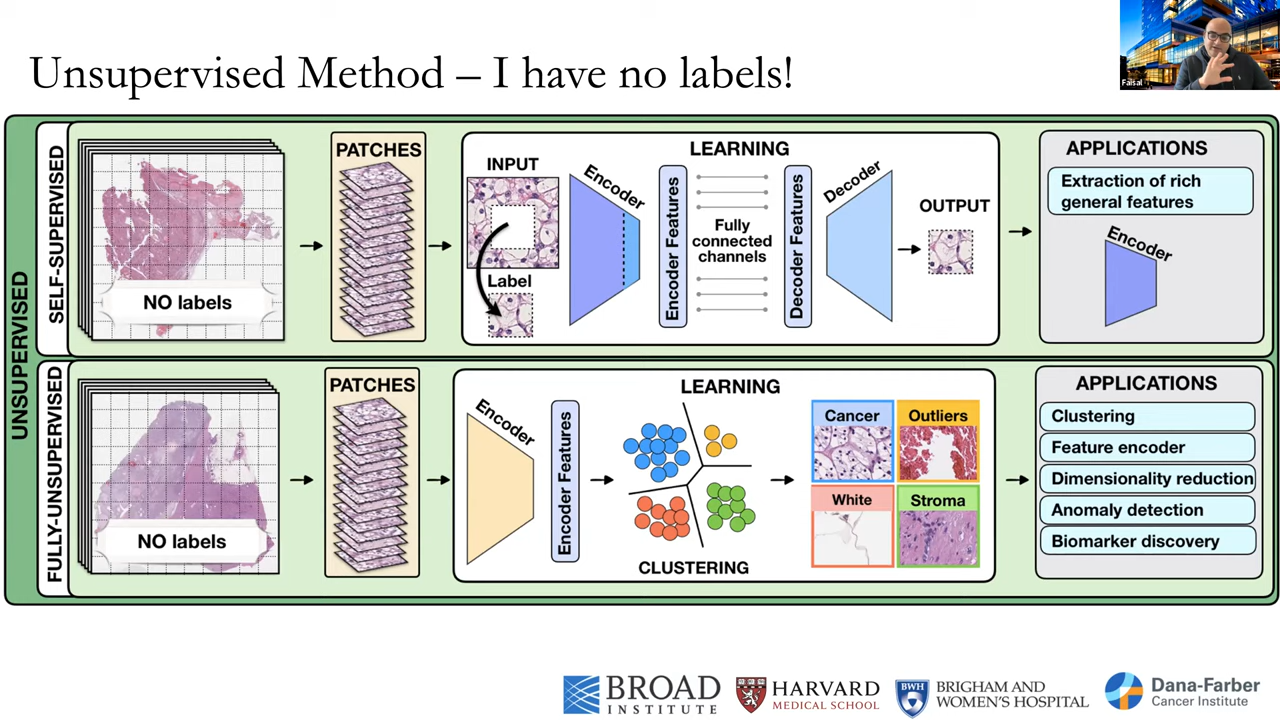 Unsupervised Method – I have no labels!
Faisal
UNSUPERVISED
SELF-SUPERVISED
NO labels
PATCHES
LEARNING
INPUT
Label
Encoder
Encoder Features
Fully
connected
channels
Decoder Features
Decoder
OUTPUT
APPLICATIONS
Extraction of rich
general features
Encoder
FULLY-UNSUPERVISED
NO labels
PATCHES
LEARNING
Encoder
Encoder Features
CLUSTERING
Cancer
Outliers
White
Stroma
APPLICATIONS
Clustering
Feature encoder
Dimensionality reduction
Anomaly detection
Biomarker discovery
BROAD
INSTITUTE
HARVARD
MEDICAL SCHOOL
BWH
BRIGHAM AND
WOMEN'S HOSPITAL
Dana-Farber
Cancer Institute